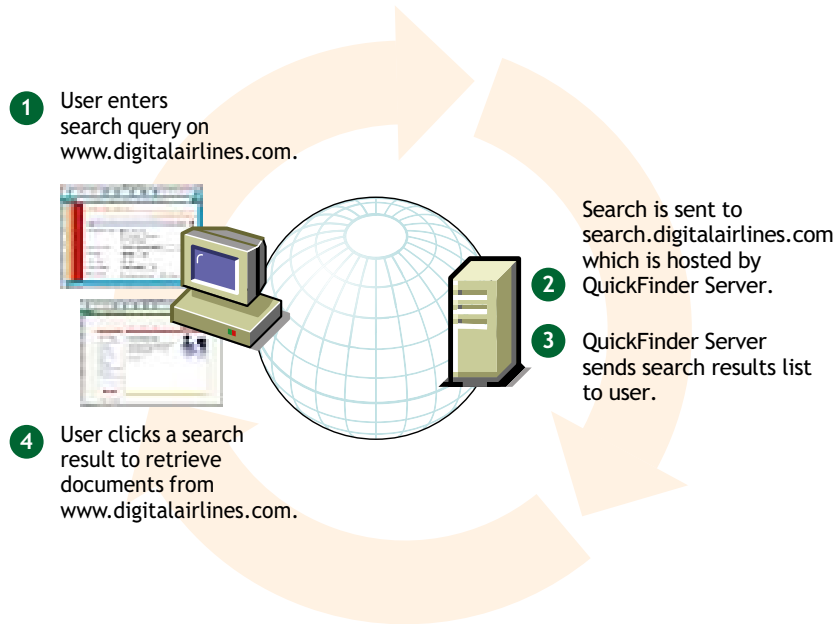 1
User enters
search query on
www.digitalairlines.com.
Search is sent to
search.digitalairlines.com
which is hosted by
2
QuickFinder Server.
3
QuickFinder Server
sends search results list
to user.
4
User clicks a search
result to retrieve
documents from
www.digitalairlines.com.